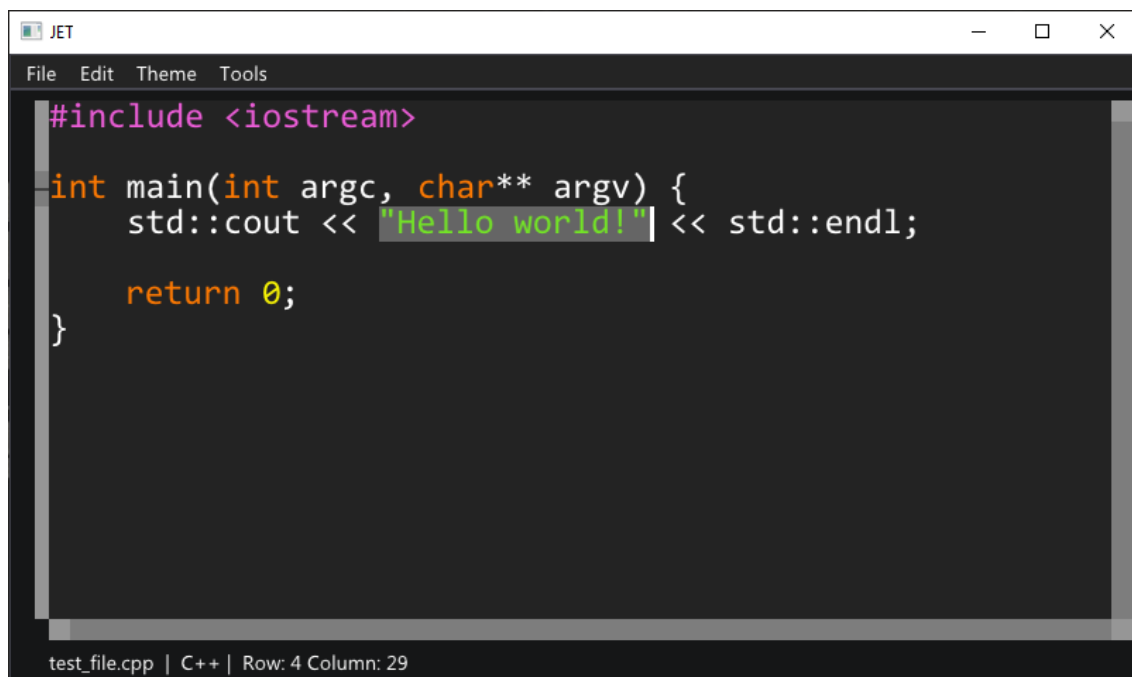 JET
File Edit Theme Tools
#include <iostream>
int main(int argc, char** argv) {
    std::cout << "Hello world!" << std::endl;
    return 0;
}
test_file.cpp | C++ | Row: 4 Column: 29